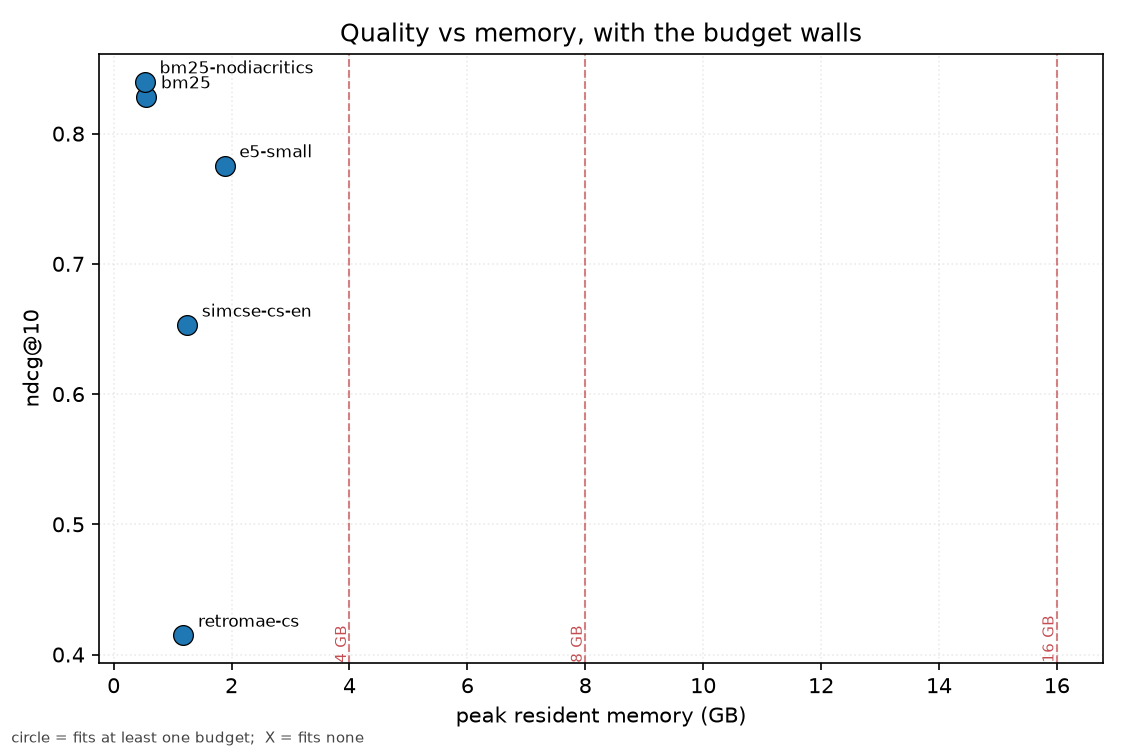 Quality vs memory, with the budget walls
bm25-nodiacritics
bm25
e5-small
simcse-cs-en
retromae-cs
4 GB
8 GB
16 GB
ndcg@10
0.8
0.7
0.6
0.5
0.4
0 2 4 6 8 10 12 14 16
peak resident memory (GB)
circle = fits at least one budget;  X = fits none